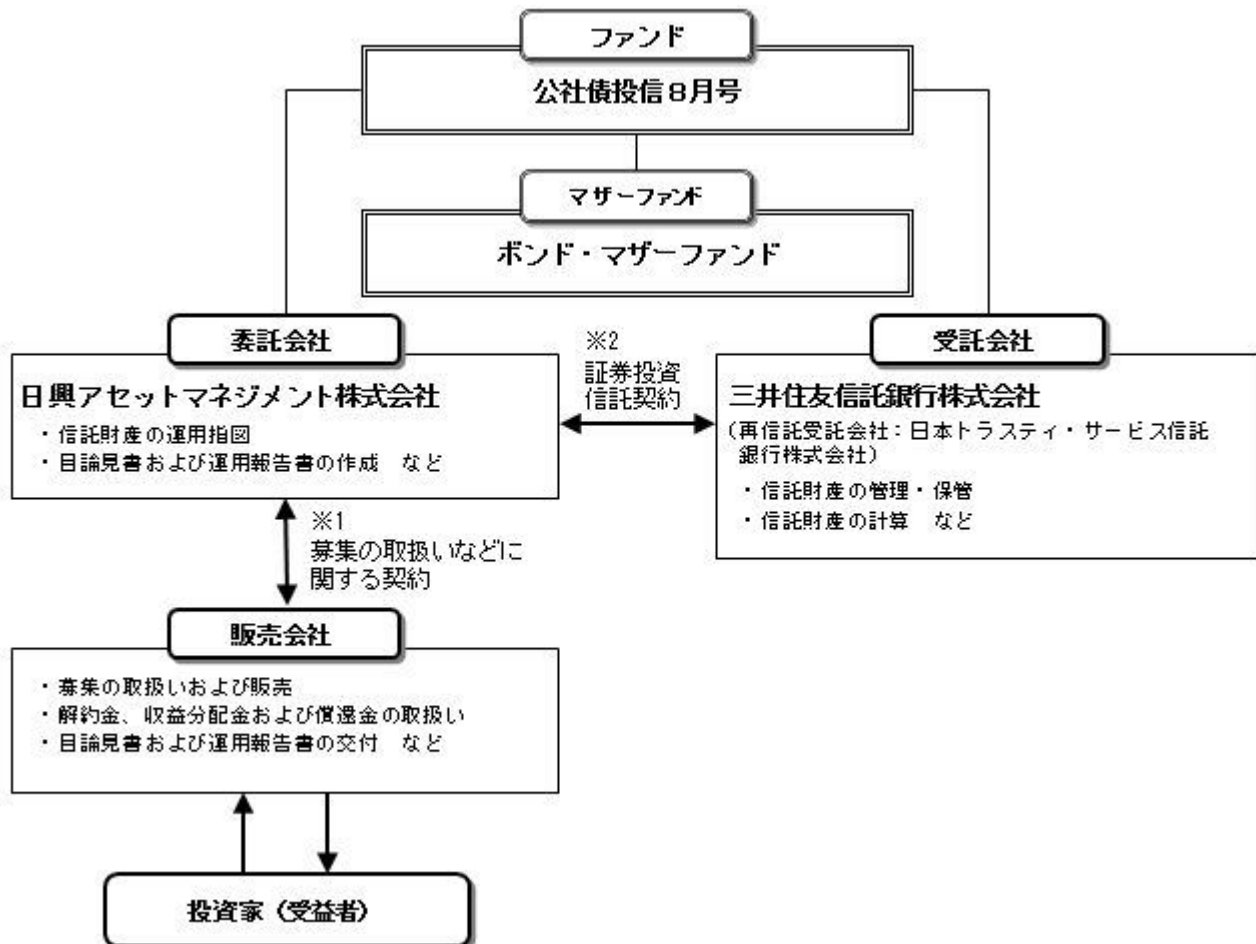 ファンド
公社債投信8月号
マザーファンド
ボンド・マザーファンド
委託会社
日興アセットマネジメント株式会社
・信託財産の運用指図
・目論見書および運用報告書の作成　など
※2
証券投資
信託契約
受託会社
三井住友信託銀行株式会社
(再信託受託会社：日本トラスティ・サービス信託
銀行株式会社)
・信託財産の管理・保管
・信託財産の計算　など
※1
募集の取扱いなどに
関する契約
販売会社
・募集の取扱いおよび販売
・解約金、収益分配金および償還金の取扱い
・目論見書および運用報告書の交付　など
投資家（受益者）